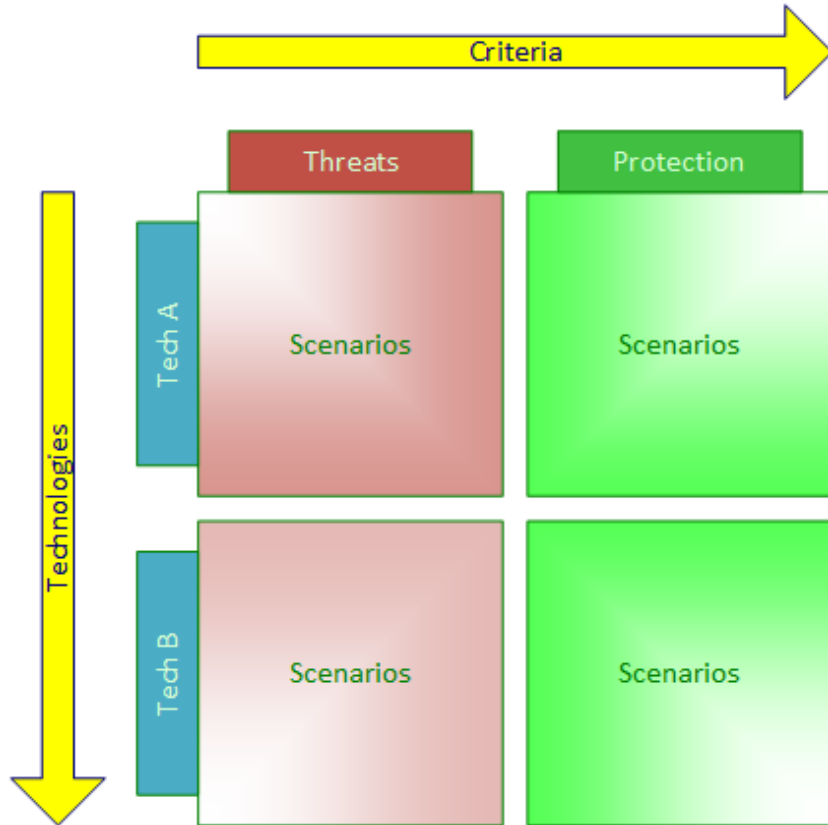 Criteria
Threats
Protection
Technologies
Tech A
Scenarios
Scenarios
Tech B
Scenarios
Scenarios